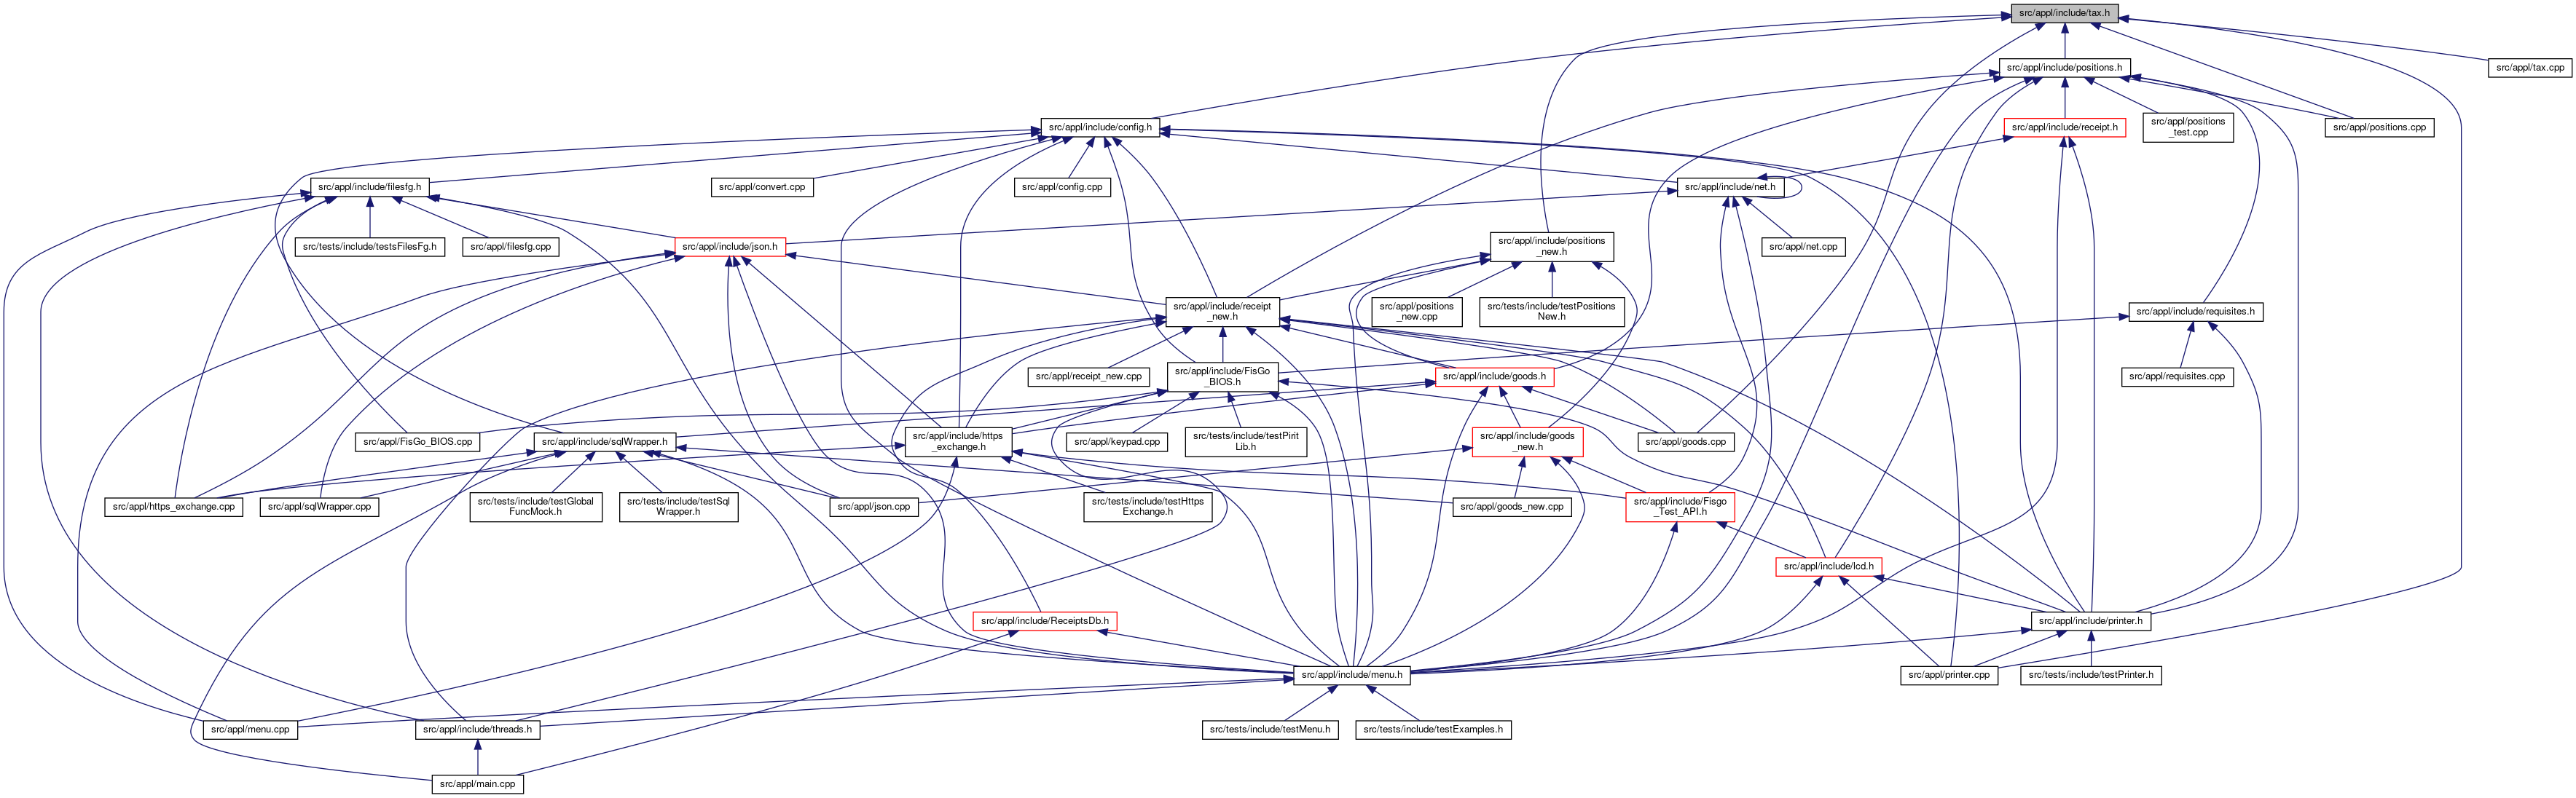 src/appl/include/tax.h
src/appl/include/positions.h
src/appl/tax.cpp
src/appl/include/config.h
src/appl/include/receipt.h
src/appl/positions
_test.cpp
src/appl/positions.cpp
src/appl/include/filesfg.h
src/appl/convert.cpp
src/appl/config.cpp
src/appl/include/net.h
src/tests/include/testsFilesFg.h
src/appl/filesfg.cpp
src/appl/include/json.h
src/appl/include/positions
_new.h
src/appl/net.cpp
src/appl/include/receipt
_new.h
src/appl/positions
_new.cpp
src/tests/include/testPositions
New.h
src/appl/include/requisites.h
src/appl/receipt_new.cpp
src/appl/include/FisGo
_BIOS.h
src/appl/include/goods.h
src/appl/requisites.cpp
src/appl/FisGo_BIOS.cpp
src/appl/include/sqlWrapper.h
src/appl/include/https
_exchange.h
src/appl/keypad.cpp
src/tests/include/testPirit
Lib.h
src/appl/include/goods
_new.h
src/appl/goods.cpp
src/appl/https_exchange.cpp
src/appl/sqlWrapper.cpp
src/tests/include/testGlobal
FuncMock.h
src/tests/include/testSql
Wrapper.h
src/appl/json.cpp
src/tests/include/testHttps
Exchange.h
src/appl/goods_new.cpp
src/appl/include/Fisgo
_Test_API.h
src/appl/include/lcd.h
src/appl/include/ReceiptsDb.h
src/appl/include/printer.h
src/appl/include/menu.h
src/appl/printer.cpp
src/tests/include/testPrinter.h
src/appl/menu.cpp
src/appl/include/threads.h
src/tests/include/testMenu.h
src/tests/include/testExamples.h
src/appl/main.cpp